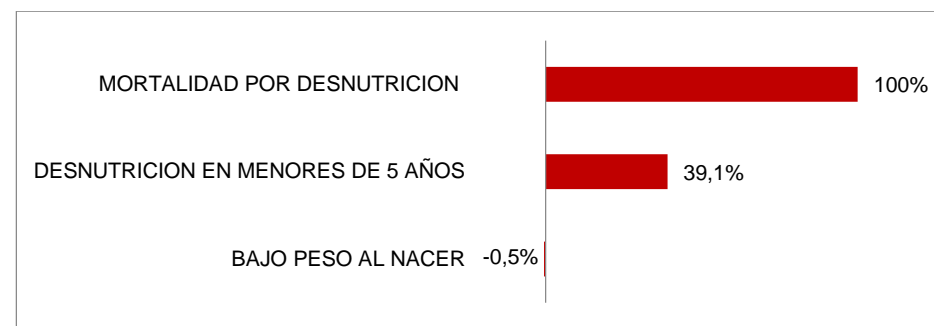 MORTALIDAD POR DESNUTRICION 100%
DESNUTRICION EN MENORES DE 5 AÑOS 39,1%
BAJO PESO AL NACER -0,5%